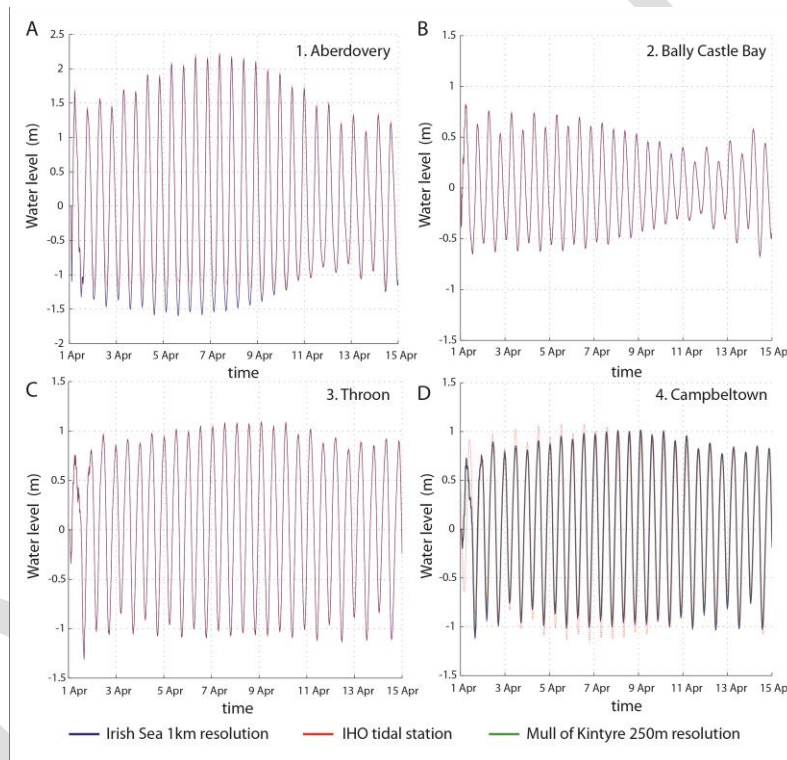 A
1. Aberdovery
Water level (m)
2.5
2
1.5
1
0.5
0
-0.5
-1
-1.5
-2
1 Apr 3 Apr 5 Apr 7 Apr 9 Apr 11 Apr 13 Apr 15 Apr
time
B
2. Bally Castle Bay
Water level (m)
1.5
1
0.5
0
-0.5
-1
-1.5
1 Apr 3 Apr 5 Apr 7 Apr 9 Apr 11 Apr 13 Apr 15 Apr
time
C
3. Throon
Water level (m)
1.5
1
0.5
0
-0.5
-1
-1.5
1 Apr 3 Apr 5 Apr 7 Apr 9 Apr 11 Apr 13 Apr 15 Apr
time
D
4. Campbeltown
Water level (m)
1.5
1
0.5
0
-0.5
-1
-1.5
1 Apr 3 Apr 5 Apr 7 Apr 9 Apr 11 Apr 13 Apr 15 Apr
time
Irish Sea 1km resolution IHO tidal station Mull of Kintyre 250m resolution